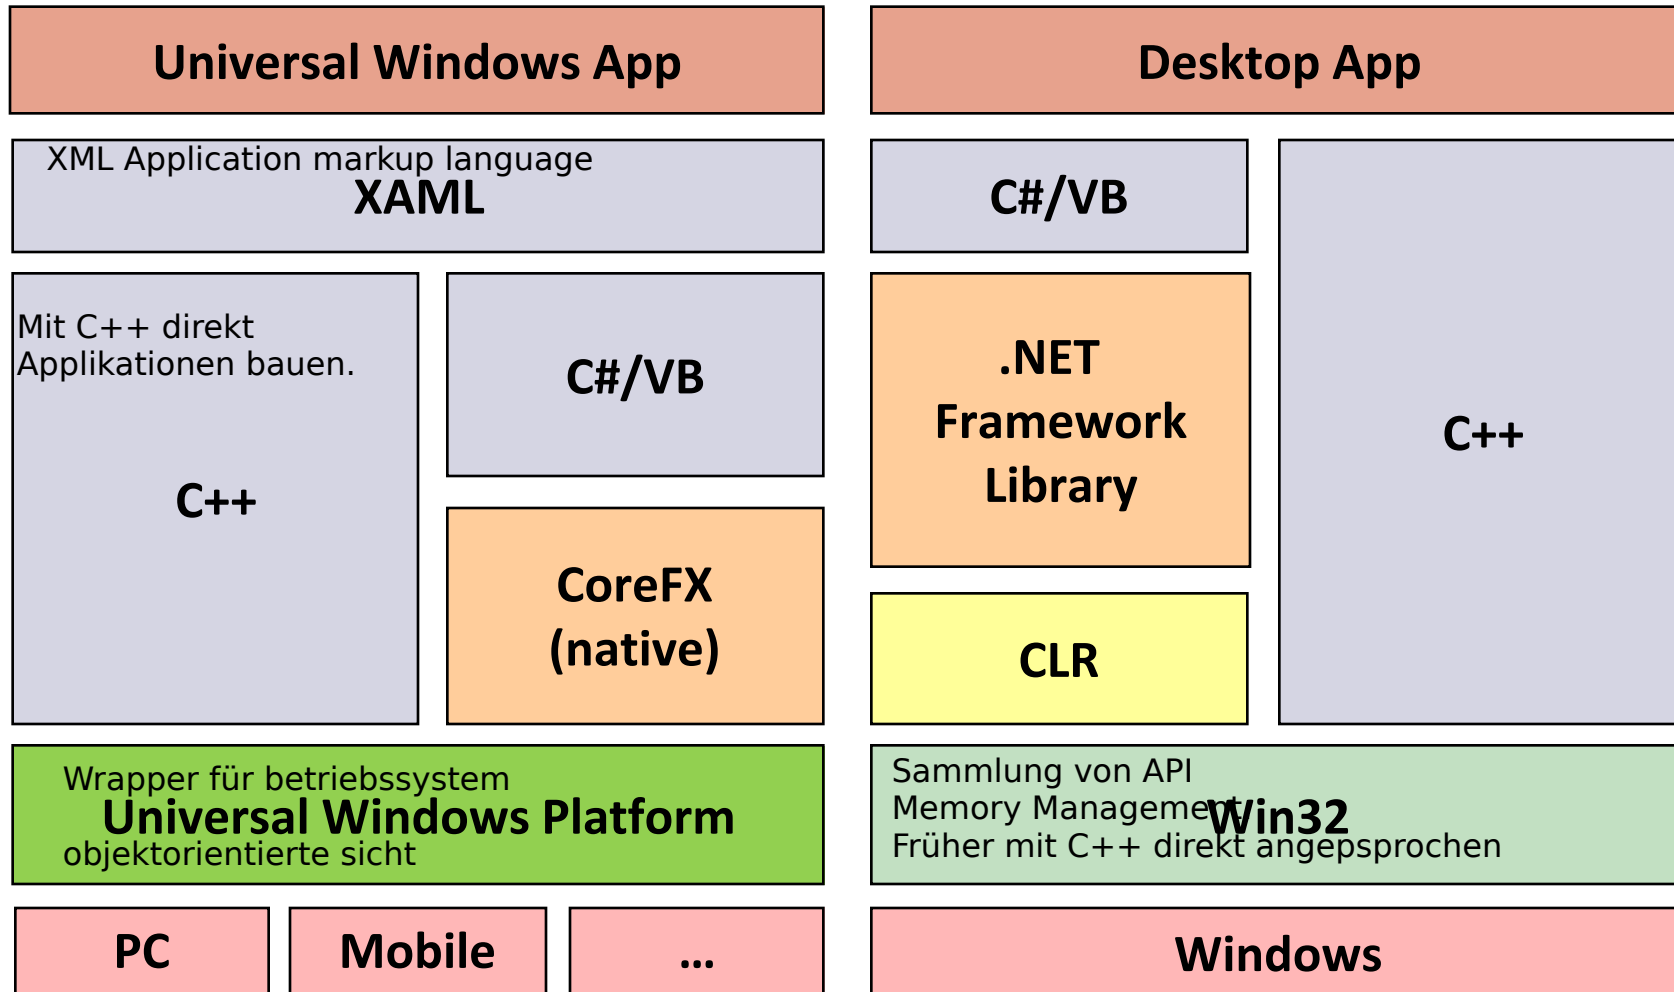 Universal Windows App
XML Application markup language
XAML
Mit C++ direkt
Applikationen bauen.
C++
C#/VB
CoreFX
(native)
Wrapper für betriebssystem
Universal Windows Platform
objektorientierte sicht
PC
Mobile
...
Desktop App
C#/VB
.NET
Framework
Library
CLR
C++
Sammlung von API
Memory Management
Win32
Früher mit C++ direkt angepsprochen
Windows